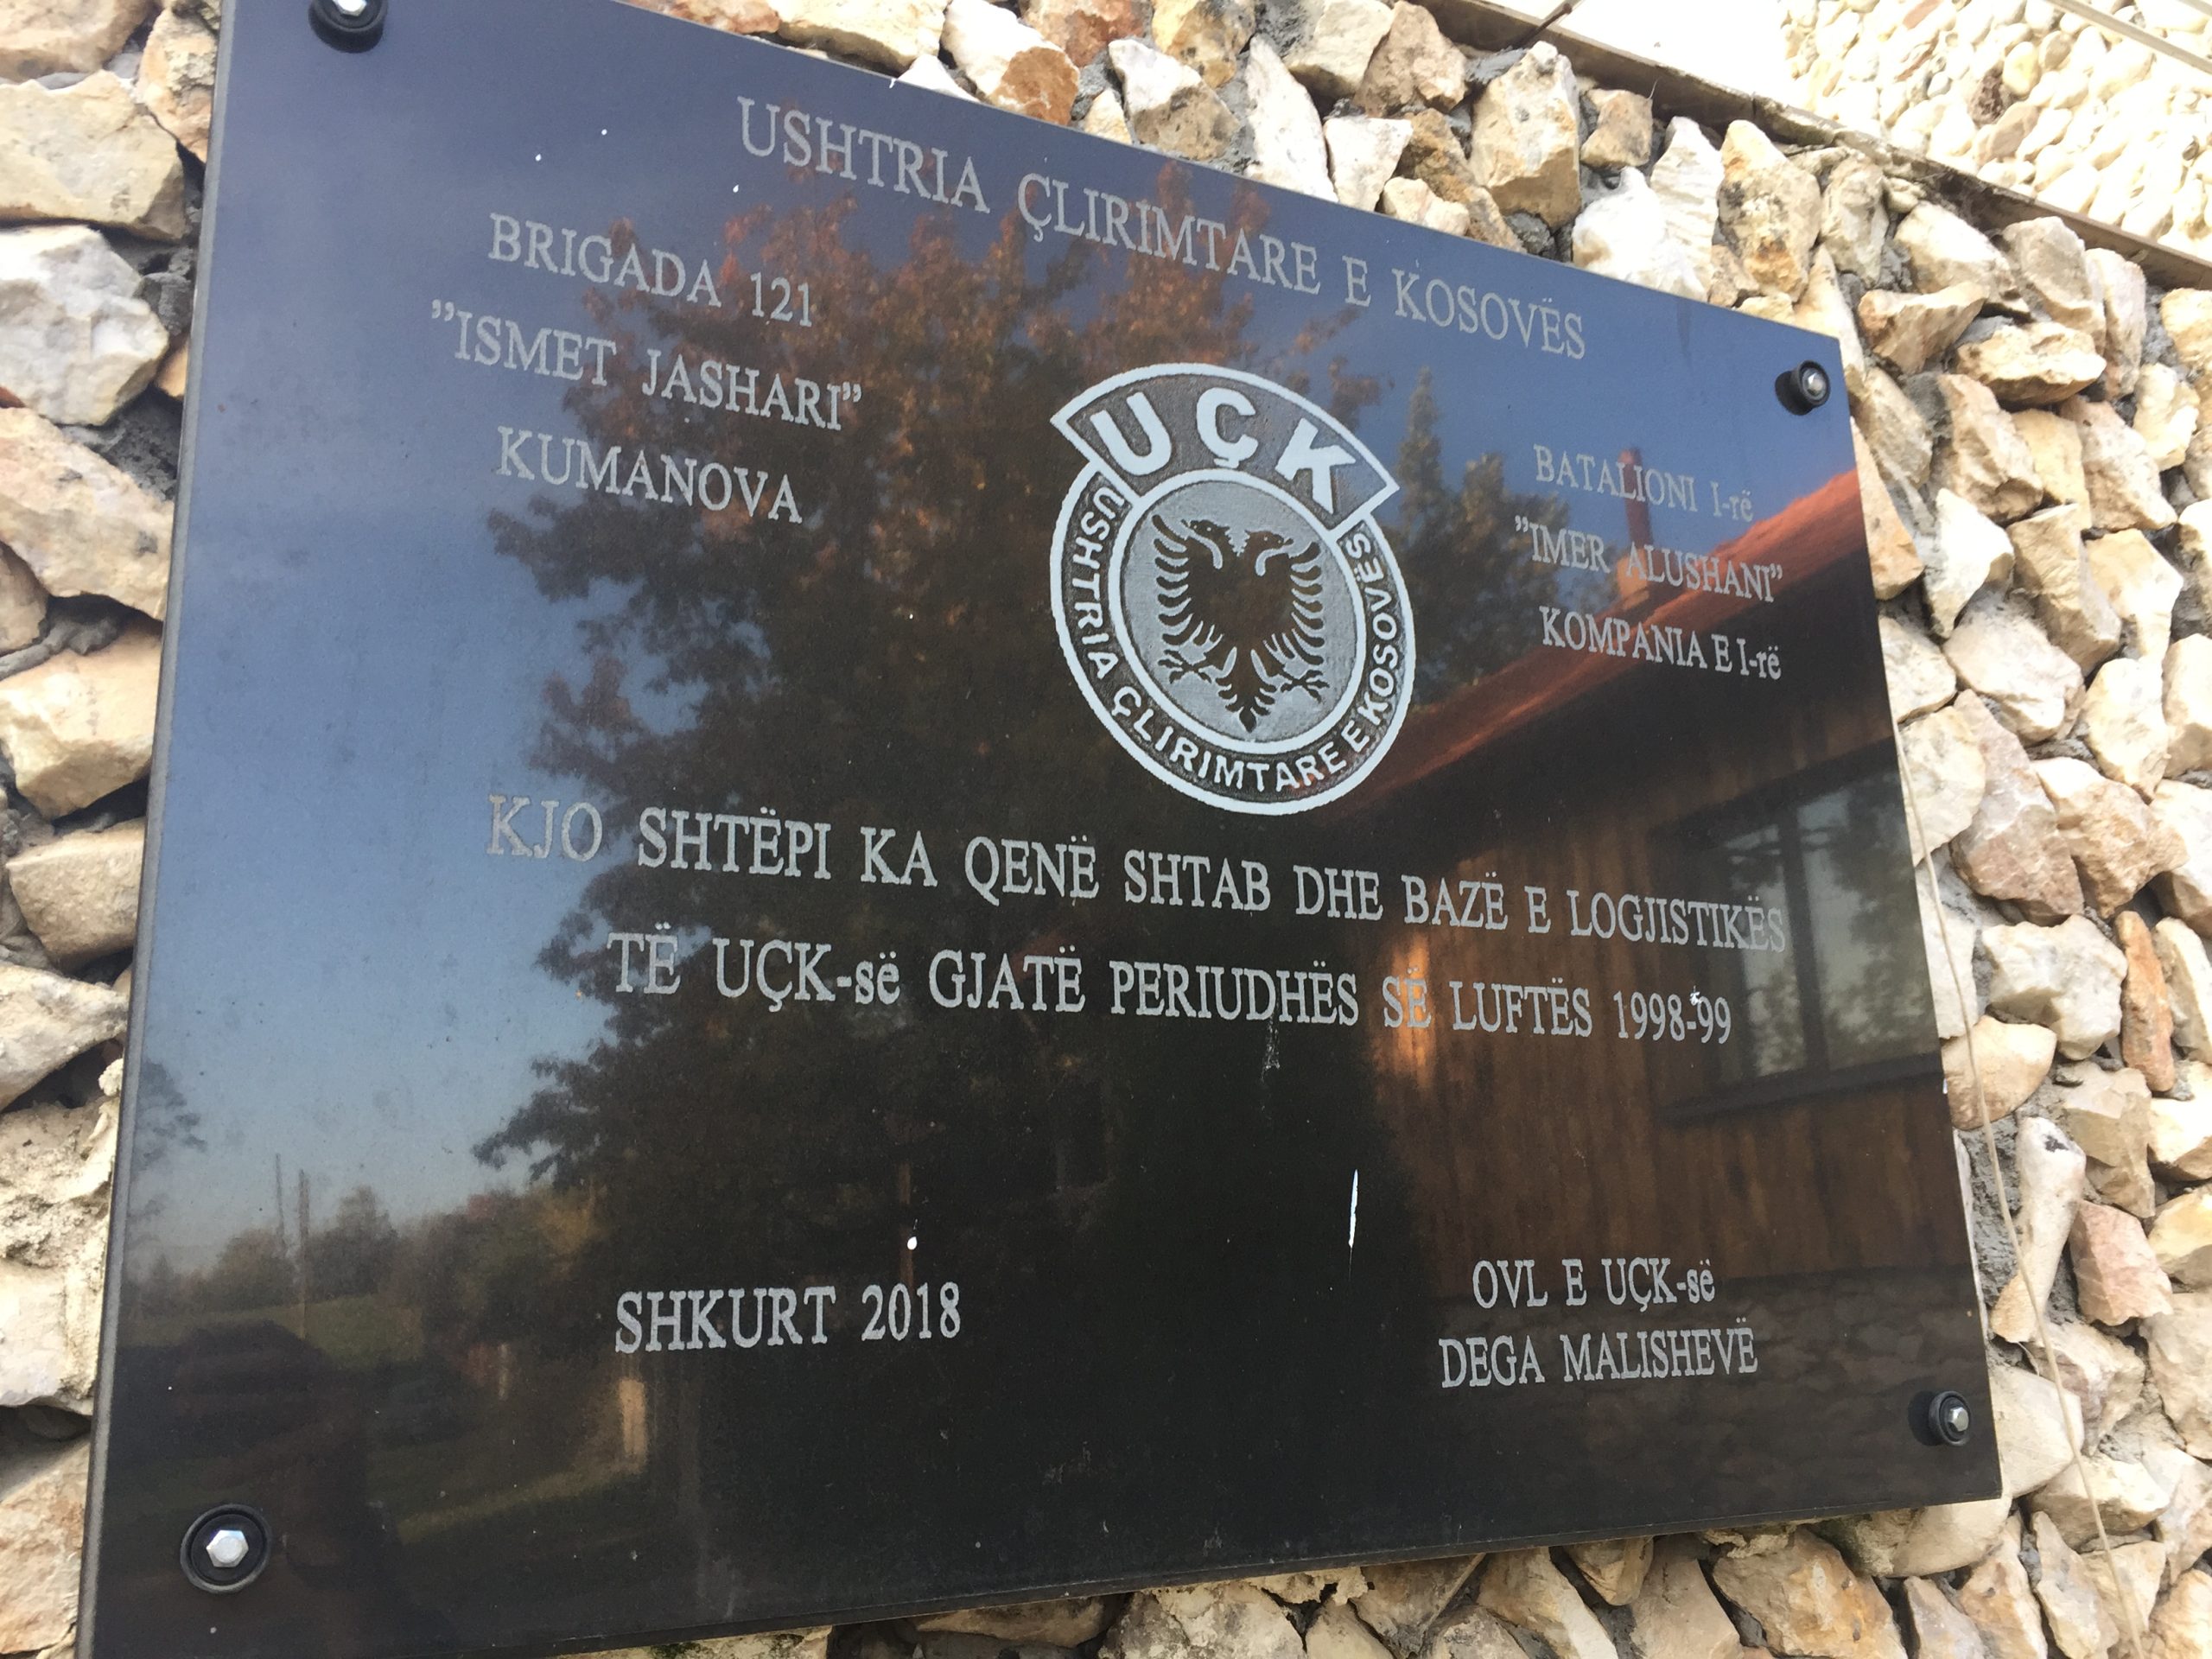 USHTRIA ÇLIRIMTARE E KOSOVËS
BRIGADA 121
"ISMET JASHARI"
KUMANOVA
UÇK
USHTRIA ÇLIRIMTARE E KOSOVËS
BATALIONI I-rë
"IMER ALUSHANI"
KOMPANIA E I-rë
KJO SHTËPI KA QENË SHTAB DHE BAZË E LOGJISTIKËS
TË UÇK-së GJATË PERIUDHËS SË LUFTËS 1998-99
SHKURT 2018
OVL E UÇK-së
DEGA MALISHEVË